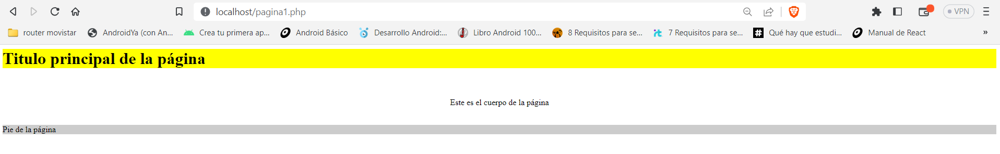 localhost/pagina1.php
VPN
router movistar AndroidYa (con An... Crea tu primera ap... Android Básico Desarrollo Android:... Libro Android 100... 8 Requisitos para se... 7 Requisitos para se... Qué hay que estudi... Manual de React »
Titulo principal de la página
Este es el cuerpo de la página
Pie de la página